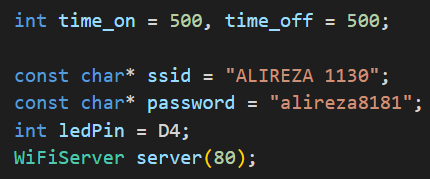 int time_on = 500, time_off = 500;
const char* ssid = "ALIREZA 1130";
const char* password = "alireza8181";
int ledPin = D4;
WiFiServer server(80);